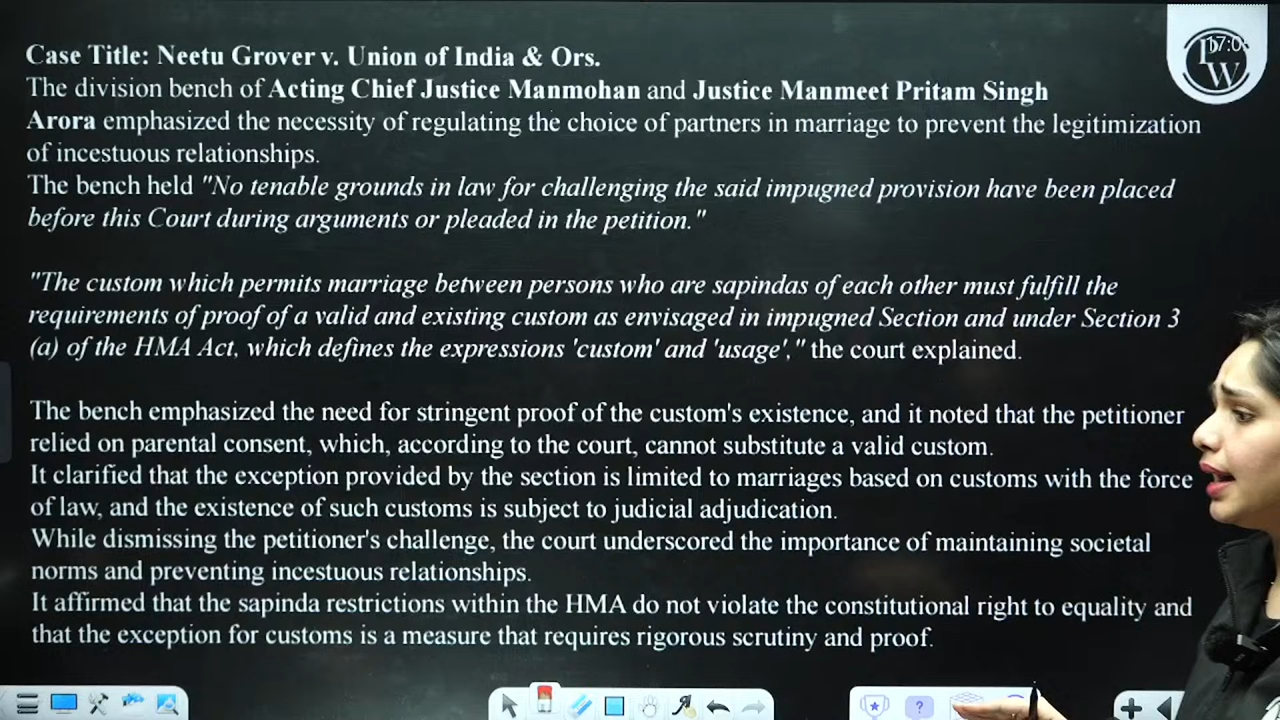 Case Title: Neetu Grover v. Union of India & Ors.
The division bench of Acting Chief Justice Manmohan and Justice Manmeet Pritam Singh
Arora emphasized the necessity of regulating the choice of partners in marriage to prevent the legitimization
of incestuous relationships.
The bench held "No tenable grounds in law for challenging the said impugned provision have been placed
before this Court during arguments or pleaded in the petition."
"The custom which permits marriage between persons who are sapindas of each other must fulfill the
requirements of proof of a valid and existing custom as envisaged in impugned Section and under Section 3
(a) of the HMA Act, which defines the expressions 'custom' and 'usage'," the court explained.
The bench emphasized the need for stringent proof of the custom's existence, and it noted that the petitioner
relied on parental consent, which, according to the court, cannot substitute a valid custom.
It clarified that the exception provided by the section is limited to marriages based on customs with the force
of law, and the existence of such customs is subject to judicial adjudication.
While dismissing the petitioner's challenge, the court underscored the importance of maintaining societal
norms and preventing incestuous relationships.
It affirmed that the sapinda restrictions within the HMA do not violate the constitutional right to equality and
that the exception for customs is a measure that requires rigorous scrutiny and proof.
W